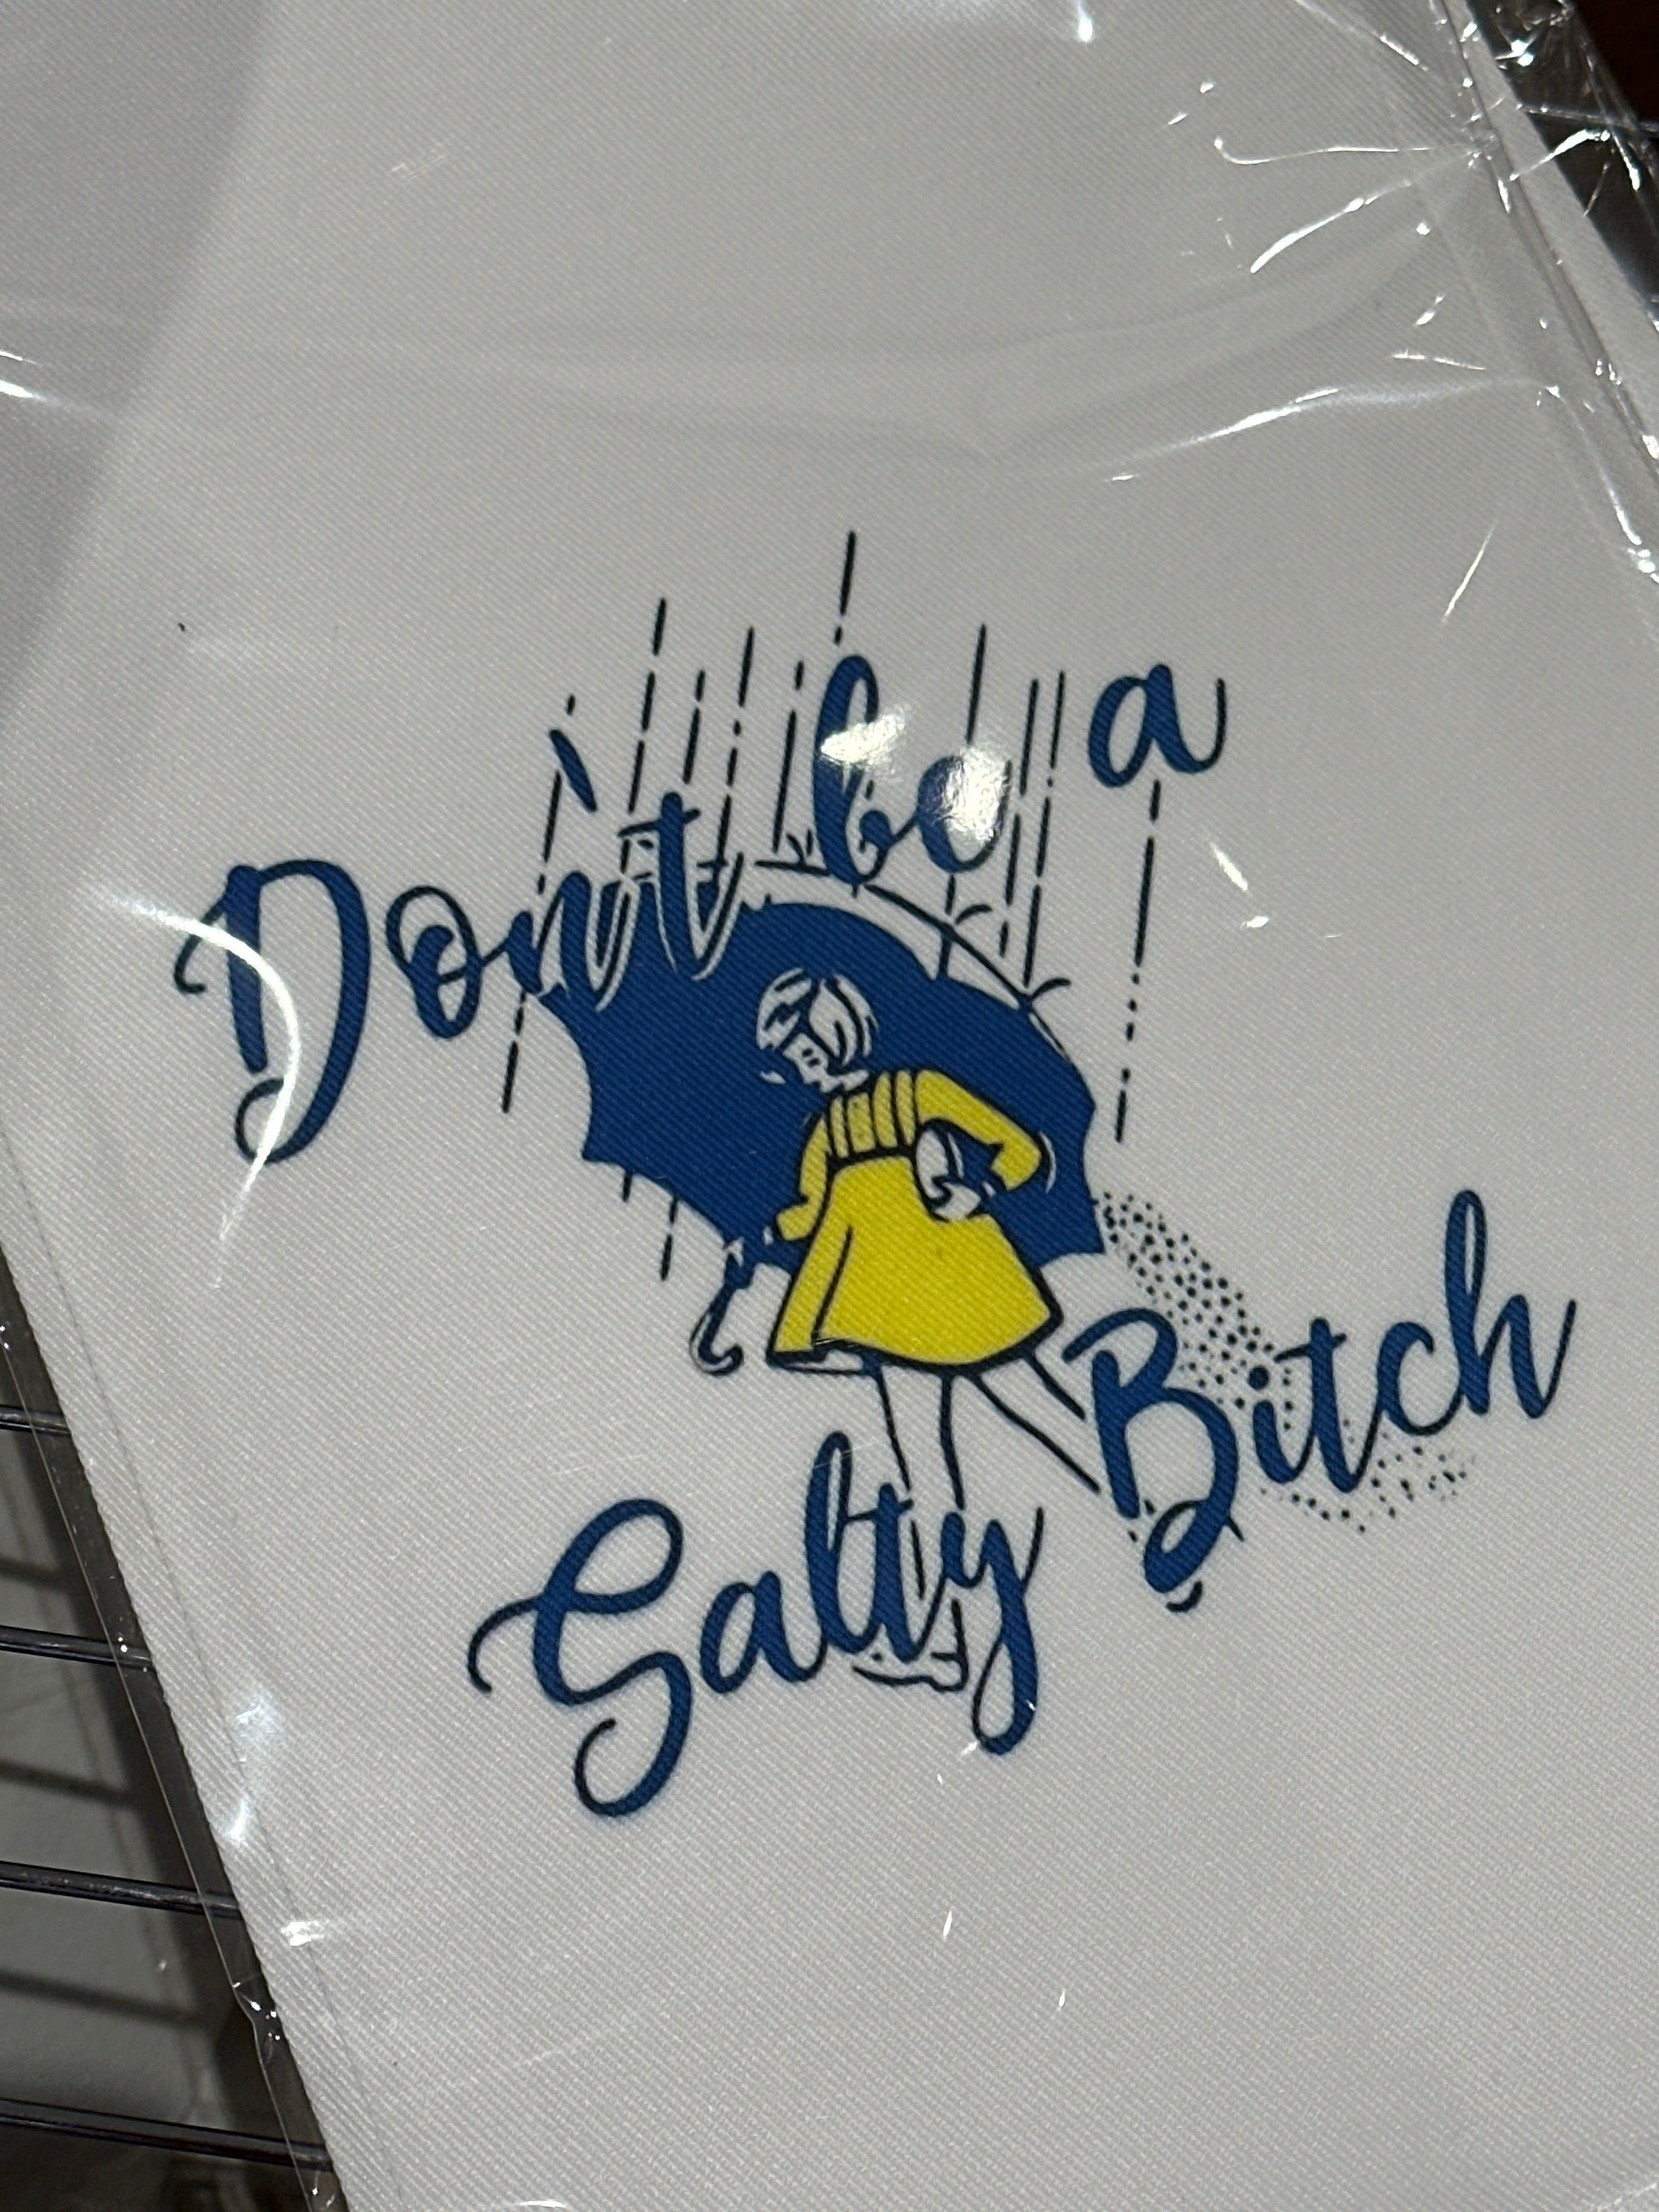 Don't be a
Salty Bitch